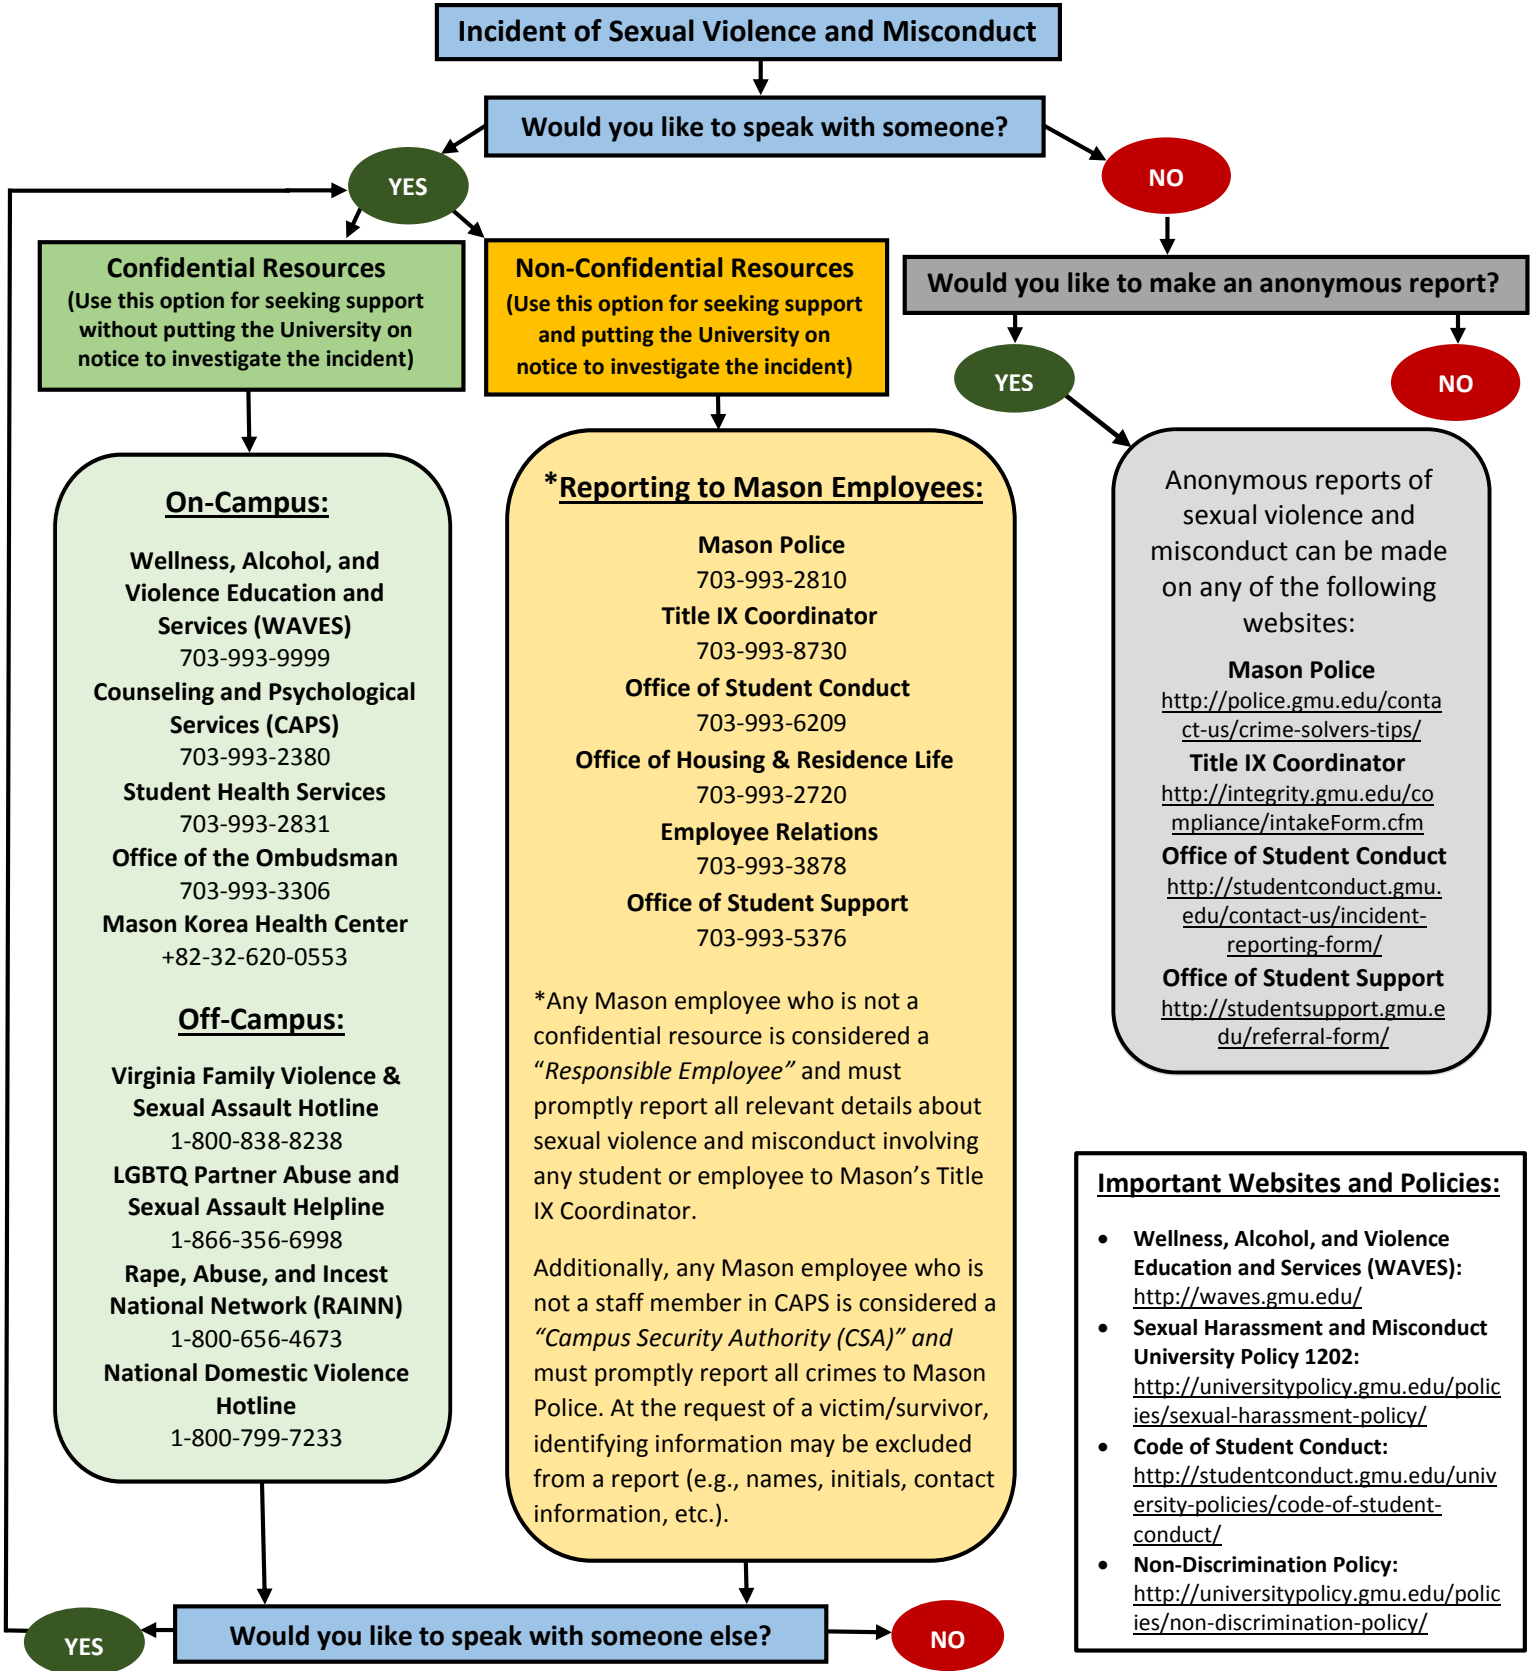 Incident of Sexual Violence and Misconduct
Would you like to speak with someone?
YES
NO
Confidential Resources
(Use this option for seeking support
without putting the University on
notice to investigate the incident)
Non-Confidential Resources
(Use this option for seeking support
and putting the University on
notice to investigate the incident)
Would you like to make an anonymous report?
YES
NO
On-Campus:
Wellness, Alcohol, and
Violence Education and
Services (WAVES)
703-993-9999
Counseling and Psychological
Services (CAPS)
703-993-2380
Student Health Services
703-993-2831
Office of the Ombudsman
703-993-3306
Mason Korea Health Center
+82-32-620-0553
Off-Campus:
Virginia Family Violence &
Sexual Assault Hotline
1-800-838-8238
LGBTQ Partner Abuse and
Sexual Assault Helpline
1-866-356-6998
Rape, Abuse, and Incest
National Network (RAINN)
1-800-656-4673
National Domestic Violence
Hotline
1-800-799-7233
*Reporting to Mason Employees:
Mason Police
703-993-2810
Title IX Coordinator
703-993-8730
Office of Student Conduct
703-993-6209
Office of Housing & Residence Life
703-993-2720
Employee Relations
703-993-3878
Office of Student Support
703-993-5376
*Any Mason employee who is not a
confidential resource is considered a
“Responsible Employee” and must
promptly report all relevant details about
sexual violence and misconduct involving
any student or employee to Mason’s Title
IX Coordinator.
Additionally, any Mason employee who is
not a staff member in CAPS is considered a
“Campus Security Authority (CSA)” and
must promptly report all crimes to Mason
Police. At the request of a victim/survivor,
identifying information may be excluded
from a report (e.g., names, initials, contact
information, etc.).
Anonymous reports of
sexual violence and
misconduct can be made
on any of the following
websites:
Mason Police
http://police.gmu.edu/conta
ct-us/crime-solvers-tips/
Title IX Coordinator
http://integrity.gmu.edu/co
mpliance/intakeForm.cfm
Office of Student Conduct
http://studentconduct.gmu.
edu/contact-us/incident-
reporting-form/
Office of Student Support
http://studentsupport.gmu.e
du/referral-form/
Important Websites and Policies:
• Wellness, Alcohol, and Violence
Education and Services (WAVES):
http://waves.gmu.edu/
• Sexual Harassment and Misconduct
University Policy 1202:
http://universitypolicy.gmu.edu/polic
ies/sexual-harassment-policy/
• Code of Student Conduct:
http://studentconduct.gmu.edu/univ
ersity-policies/code-of-student-
conduct/
• Non-Discrimination Policy:
http://universitypolicy.gmu.edu/polic
ies/non-discrimination-policy/
YES
Would you like to speak with someone else?
NO